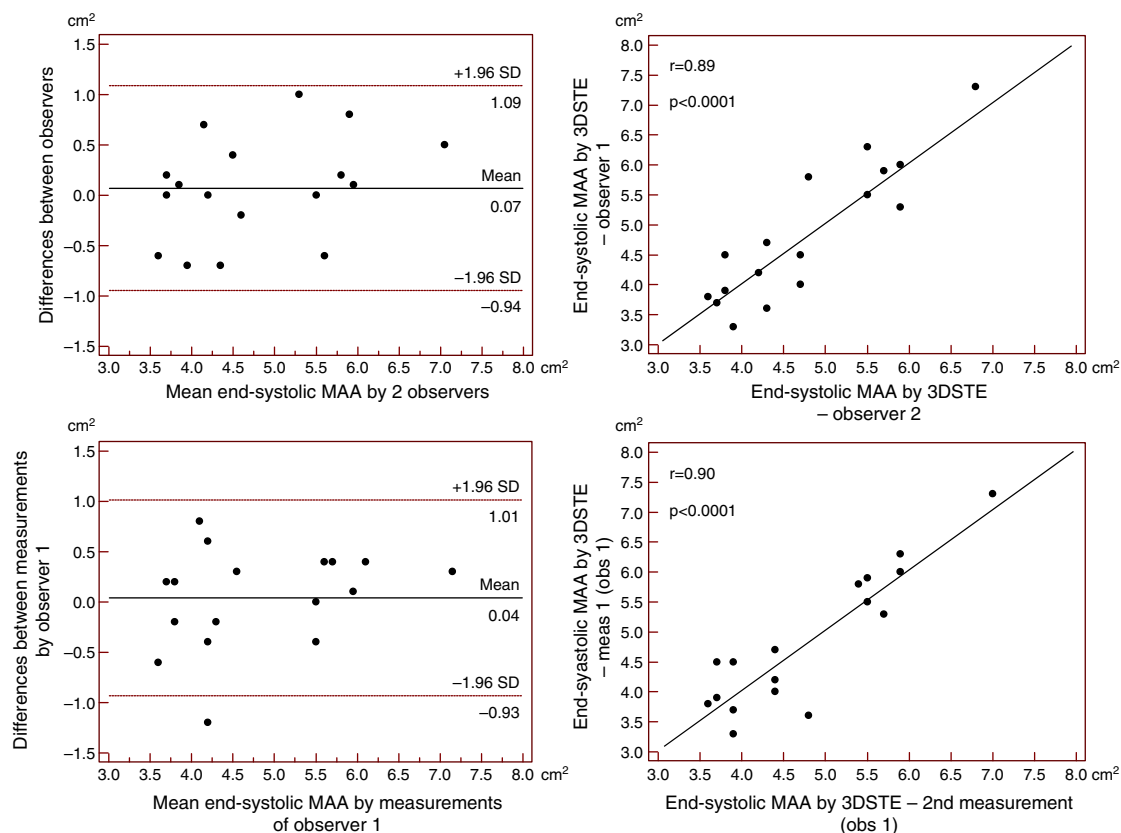 cm²
1.5
1.0
0.5
0.0
–0.5
–1.0
–1.5
Differences between observers
+1.96 SD
1.09
Mean
0.07
–1.96 SD
–0.94
3.0 3.5 4.0 4.5 5.0 5.5 6.0 6.5 7.0 7.5 8.0 cm²
Mean end-systolic MAA by 2 observers
cm²
8.0
7.5
7.0
6.5
6.0
5.5
5.0
4.5
4.0
3.5
3.0
End-systolic MAA by 3DSTE
– observer 1
r=0.89
p<0.0001
3.0 3.5 4.0 4.5 5.0 5.5 6.0 6.5 7.0 7.5 8.0 cm²
End-systolic MAA by 3DSTE
– observer 2
cm²
1.5
1.0
0.5
0.0
–0.5
–1.0
–1.5
Differences between measurements
by observer 1
+1.96 SD
1.01
Mean
0.04
–1.96 SD
–0.93
3.0 3.5 4.0 4.5 5.0 5.5 6.0 6.5 7.0 7.5 8.0 cm²
Mean end-systolic MAA by measurements
of observer 1
cm²
8.0
7.5
7.0
6.5
6.0
5.5
5.0
4.5
4.0
3.5
3.0
End-syastolic MAA by 3DSTE
– meas 1 (obs 1)
r=0.90
p<0.0001
3.0 3.5 4.0 4.5 5.0 5.5 6.0 6.5 7.0 7.5 8.0 cm²
End-systolic MAA by 3DSTE – 2nd measurement
(obs 1)